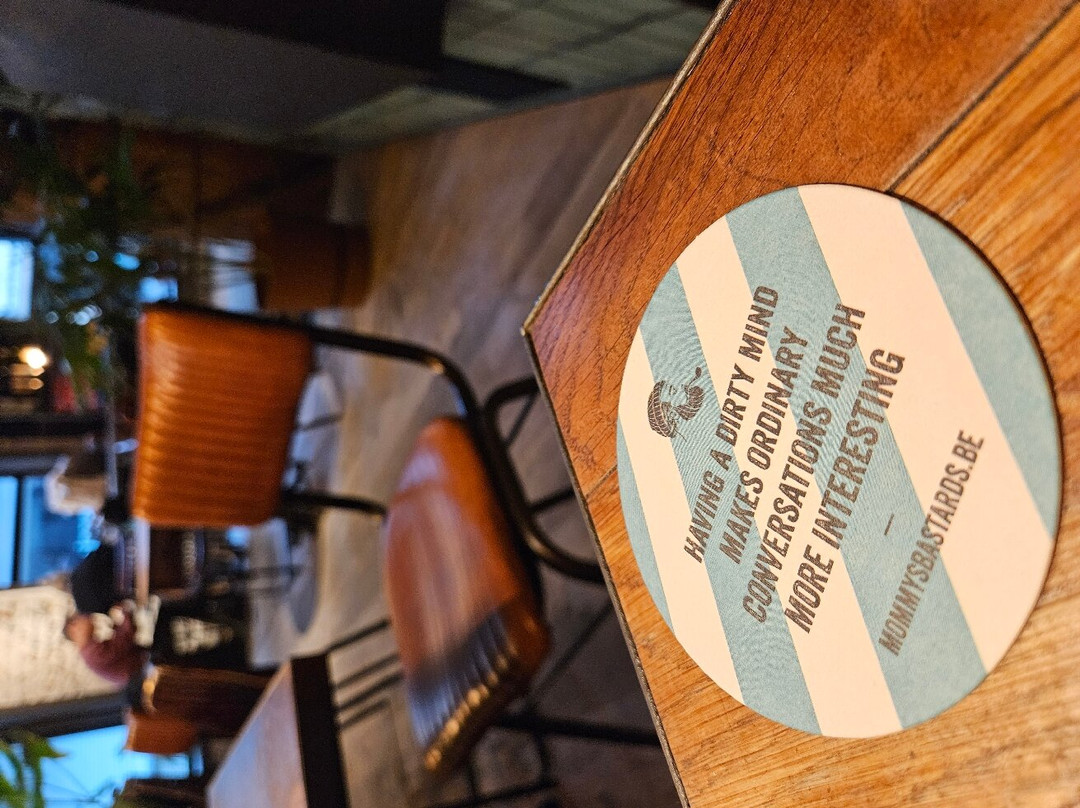 HAVING A DIRTY MIND
MAKES ORDINARY
CONVERSATIONS MUCH
MORE INTERESTING
–
MOMMYSBASTARDS.BE